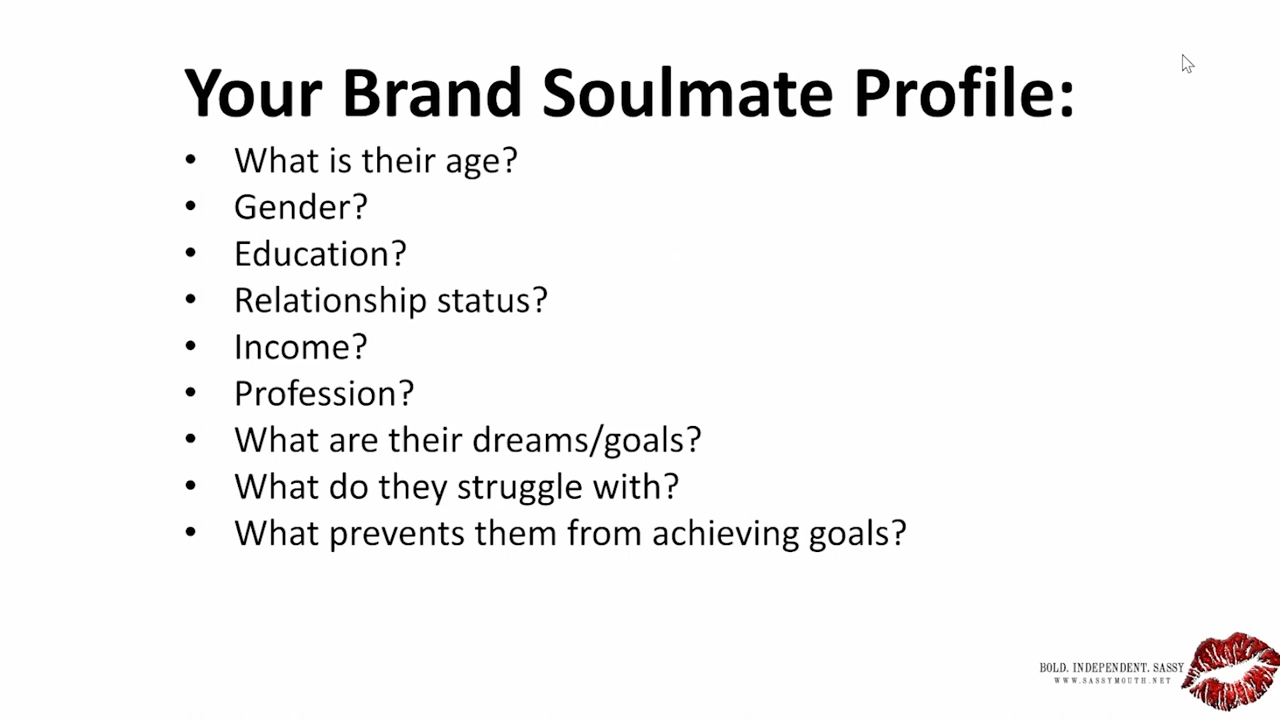 Your Brand Soulmate Profile:
• What is their age?
• Gender?
• Education?
• Relationship status?
• Income?
• Profession?
• What are their dreams/goals?
• What do they struggle with?
• What prevents them from achieving goals?
BOLD. INDEPENDENT. SASSY
WWW.SASSYMOUTH.NET